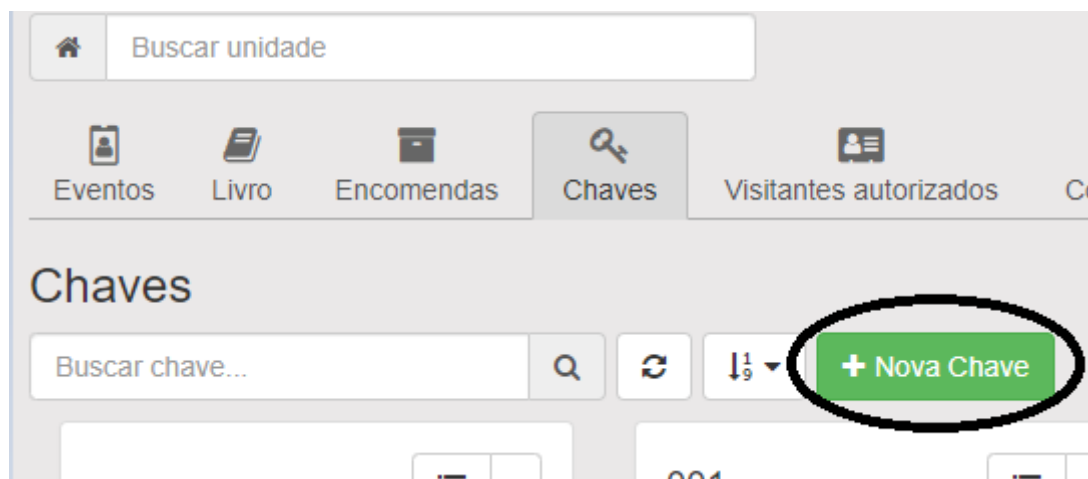 Buscar unidade
Eventos Livro Encomendas Chaves Visitantes autorizados
Chaves
Buscar chave... + Nova Chave